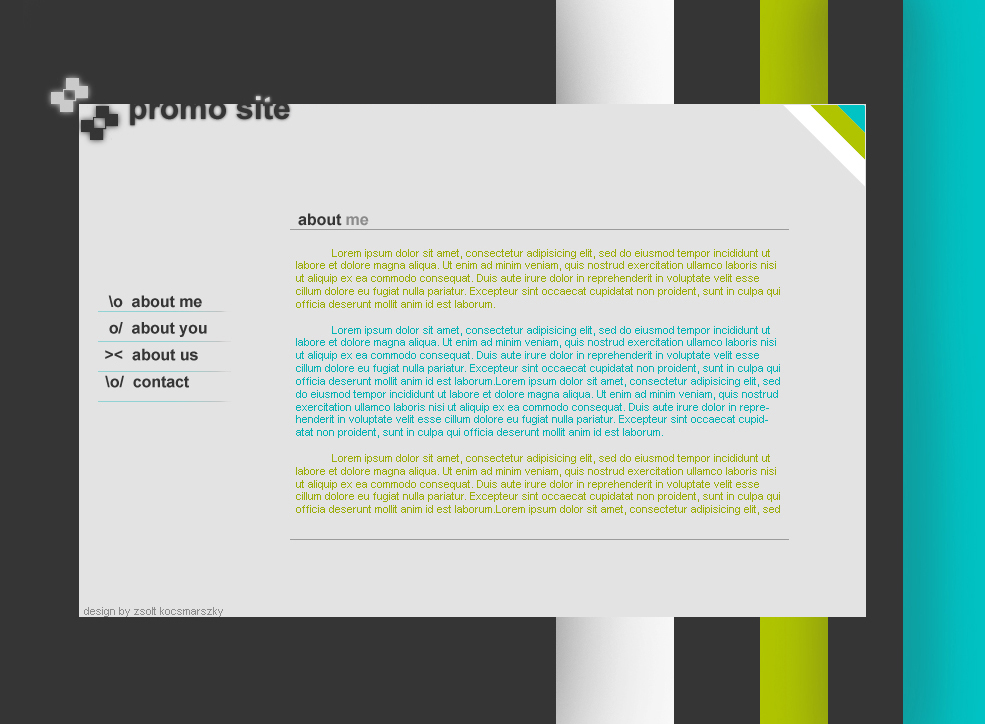 promo site
about me
Lorem ipsum dolor sit amet, consectetur adipisicing elit, sed do eiusmod tempor incididunt ut
labore et dolore magna aliqua. Ut enim ad minim veniam, quis nostrud exercitation ullamco laboris nisi
ut aliquip ex ea commodo consequat. Duis aute irure dolor in reprehenderit in voluptate velit esse
cillum dolore eu fugiat nulla pariatur. Excepteur sint occaecat cupidatat non proident, sunt in culpa qui
officia deserunt mollit anim id est laborum.
Lorem ipsum dolor sit amet, consectetur adipisicing elit, sed do eiusmod tempor incididunt ut
labore et dolore magna aliqua. Ut enim ad minim veniam, quis nostrud exercitation ullamco laboris nisi
ut aliquip ex ea commodo consequat. Duis aute irure dolor in reprehenderit in voluptate velit esse
cillum dolore eu fugiat nulla pariatur. Excepteur sint occaecat cupidatat non proident, sunt in culpa qui
officia deserunt mollit anim id est laborum.Lorem ipsum dolor sit amet, consectetur adipisicing elit, sed
do eiusmod tempor incididunt ut labore et dolore magna aliqua. Ut enim ad minim veniam, quis nostrud
exercitation ullamco laboris nisi ut aliquip ex ea commodo consequat. Duis aute irure dolor in repre-
henderit in voluptate velit esse cillum dolore eu fugiat nulla pariatur. Excepteur sint occaecat cupid-
atat non proident, sunt in culpa qui officia deserunt mollit anim id est laborum.
Lorem ipsum dolor sit amet, consectetur adipisicing elit, sed do eiusmod tempor incididunt ut
labore et dolore magna aliqua. Ut enim ad minim veniam, quis nostrud exercitation ullamco laboris nisi
ut aliquip ex ea commodo consequat. Duis aute irure dolor in reprehenderit in voluptate velit esse
cillum dolore eu fugiat nulla pariatur. Excepteur sint occaecat cupidatat non proident, sunt in culpa qui
officia deserunt mollit anim id est laborum.Lorem ipsum dolor sit amet, consectetur adipisicing elit, sed
\o about me
o/ about you
>< about us
\o/ contact
design by zsolt kocsmarszky